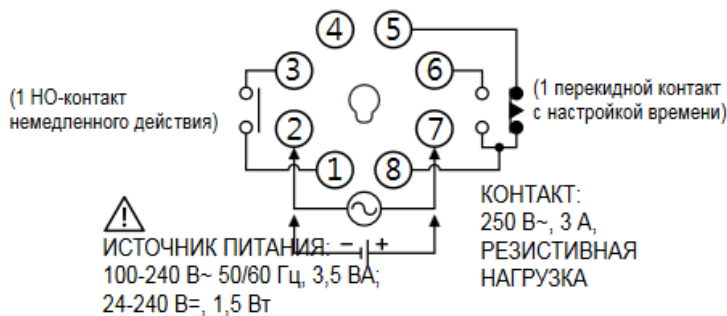 4 5
3 6
(1 НО-контакт
немедленного действия)
(1 перекидной контакт
с настройкой времени)
2 7
1 8
КОНТАКТ:
250 В~, 3 А,
РЕЗИСТИВНАЯ
НАГРУЗКА
− +
ИСТОЧНИК ПИТАНИЯ:
100-240 В~ 50/60 Гц, 3,5 ВА;
24-240 В=, 1,5 Вт